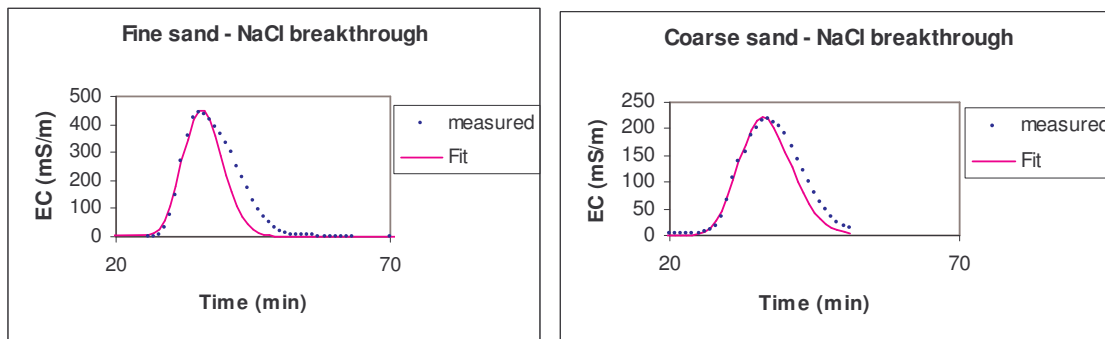 Fine sand - NaCl breakthrough
500
400
300
200
100
0
20
70
EC (mS/m)
Time (min)
measured
Fit
Coarse sand - NaCl breakthrough
250
200
150
100
50
0
20
70
EC (mS/m)
Time (min)
measured
Fit